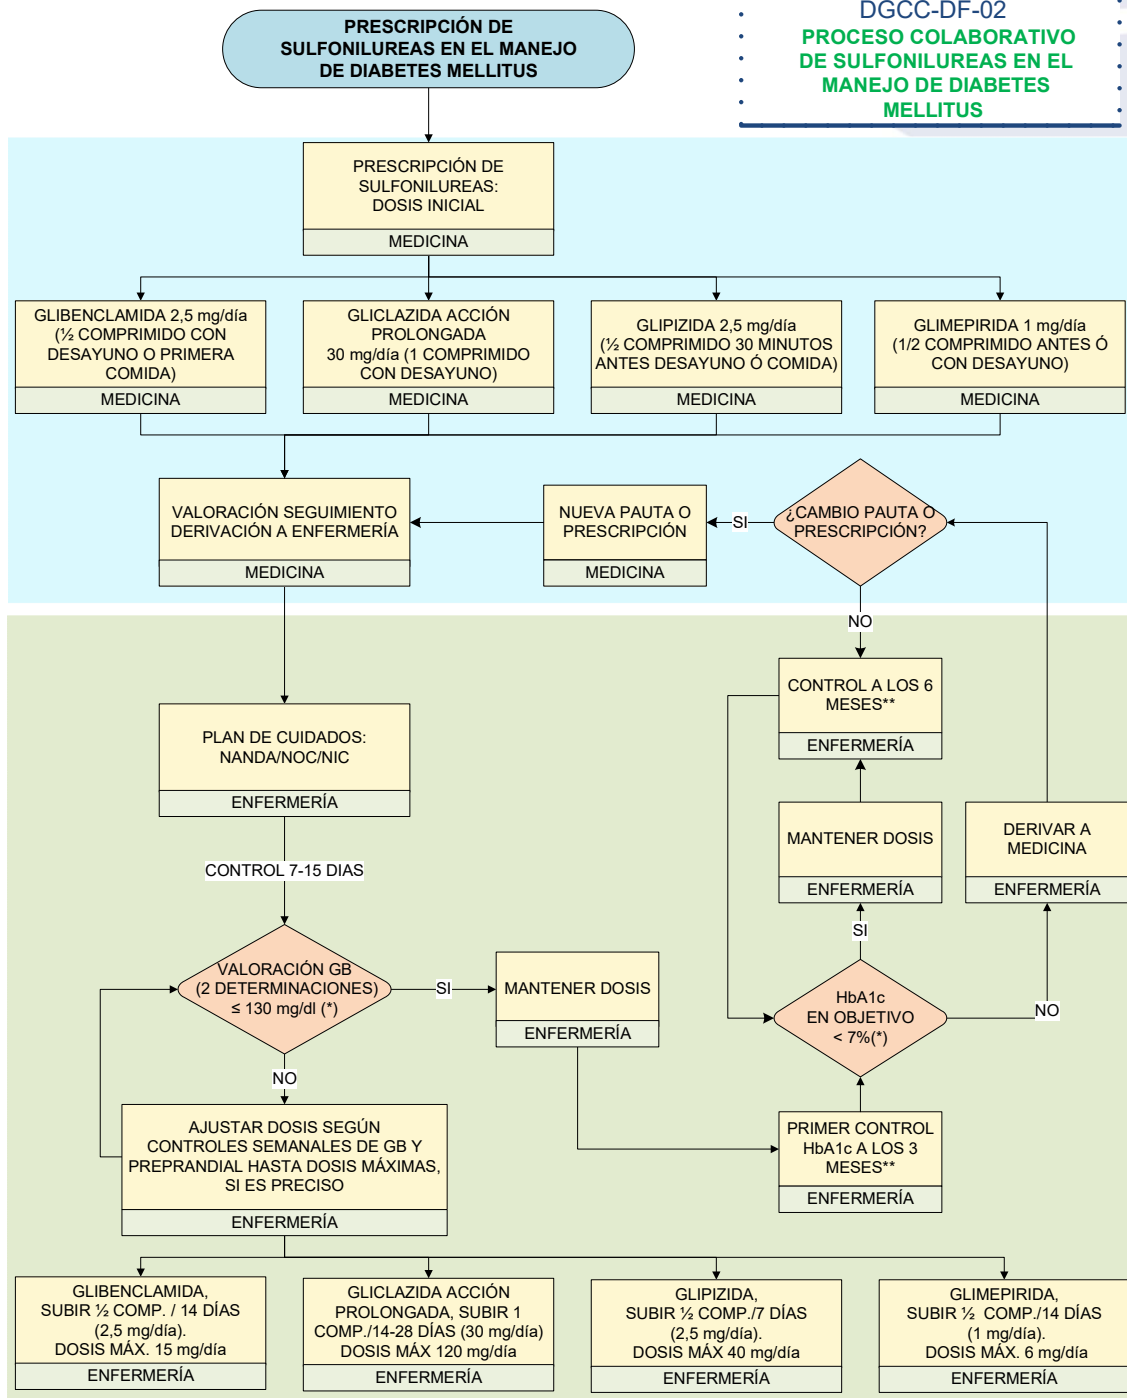 PRESCRIPCIÓN DE
SULFONILUREAS EN EL MANEJO
DE DIABETES MELLITUS
DGCC-DF-02
PROCESO COLABORATIVO
DE SULFONILUREAS EN EL
MANEJO DE DIABETES
MELLITUS
PRESCRIPCIÓN DE
SULFONILUREAS:
DOSIS INICIAL
MEDICINA
GLIBENCLAMIDA 2,5 mg/día
(½ COMPRIMIDO CON
DESAYUNO O PRIMERA
COMIDA)
MEDICINA
GLICLAZIDA ACCIÓN
PROLONGADA
30 mg/día (1 COMPRIMIDO
CON DESAYUNO)
MEDICINA
GLIPIZIDA 2,5 mg/día
(½ COMPRIMIDO 30 MINUTOS
ANTES DESAYUNO Ó COMIDA)
MEDICINA
GLIMEPIRIDA 1 mg/día
(1/2 COMPRIMIDO ANTES Ó
CON DESAYUNO)
MEDICINA
VALORACIÓN SEGUIMIENTO
DERIVACIÓN A ENFERMERÍA
MEDICINA
NUEVA PAUTA O
PRESCRIPCIÓN
MEDICINA
SI
¿CAMBIO PAUTA O
PRESCRIPCIÓN?
NO
CONTROL A LOS 6
MESES**
ENFERMERÍA
PLAN DE CUIDADOS:
NANDA/NOC/NIC
ENFERMERÍA
MANTENER DOSIS
ENFERMERÍA
DERIVAR A
MEDICINA
ENFERMERÍA
CONTROL 7-15 DIAS
SI
VALORACIÓN GB
(2 DETERMINACIONES)
≤ 130 mg/dl (*)
SI
MANTENER DOSIS
ENFERMERÍA
HbA1c
EN OBJETIVO
< 7%(*)
NO
NO
AJUSTAR DOSIS SEGÚN
CONTROLES SEMANALES DE GB Y
PREPRANDIAL HASTA DOSIS MÁXIMAS,
SI ES PRECISO
ENFERMERÍA
PRIMER CONTROL
HbA1c A LOS 3
MESES**
ENFERMERÍA
GLIBENCLAMIDA,
SUBIR ½ COMP. / 14 DÍAS
(2,5 mg/día).
DOSIS MÁX. 15 mg/día
ENFERMERÍA
GLICLAZIDA ACCIÓN
PROLONGADA, SUBIR 1
COMP./14-28 DÍAS (30 mg/día)
DOSIS MÁX 120 mg/día
ENFERMERÍA
GLIPIZIDA,
SUBIR ½ COMP./7 DÍAS
(2,5 mg/día).
DOSIS MÁX 40 mg/día
ENFERMERÍA
GLIMEPIRIDA,
SUBIR ½ COMP./14 DÍAS
(1 mg/día).
DOSIS MÁX. 6 mg/día
ENFERMERÍA